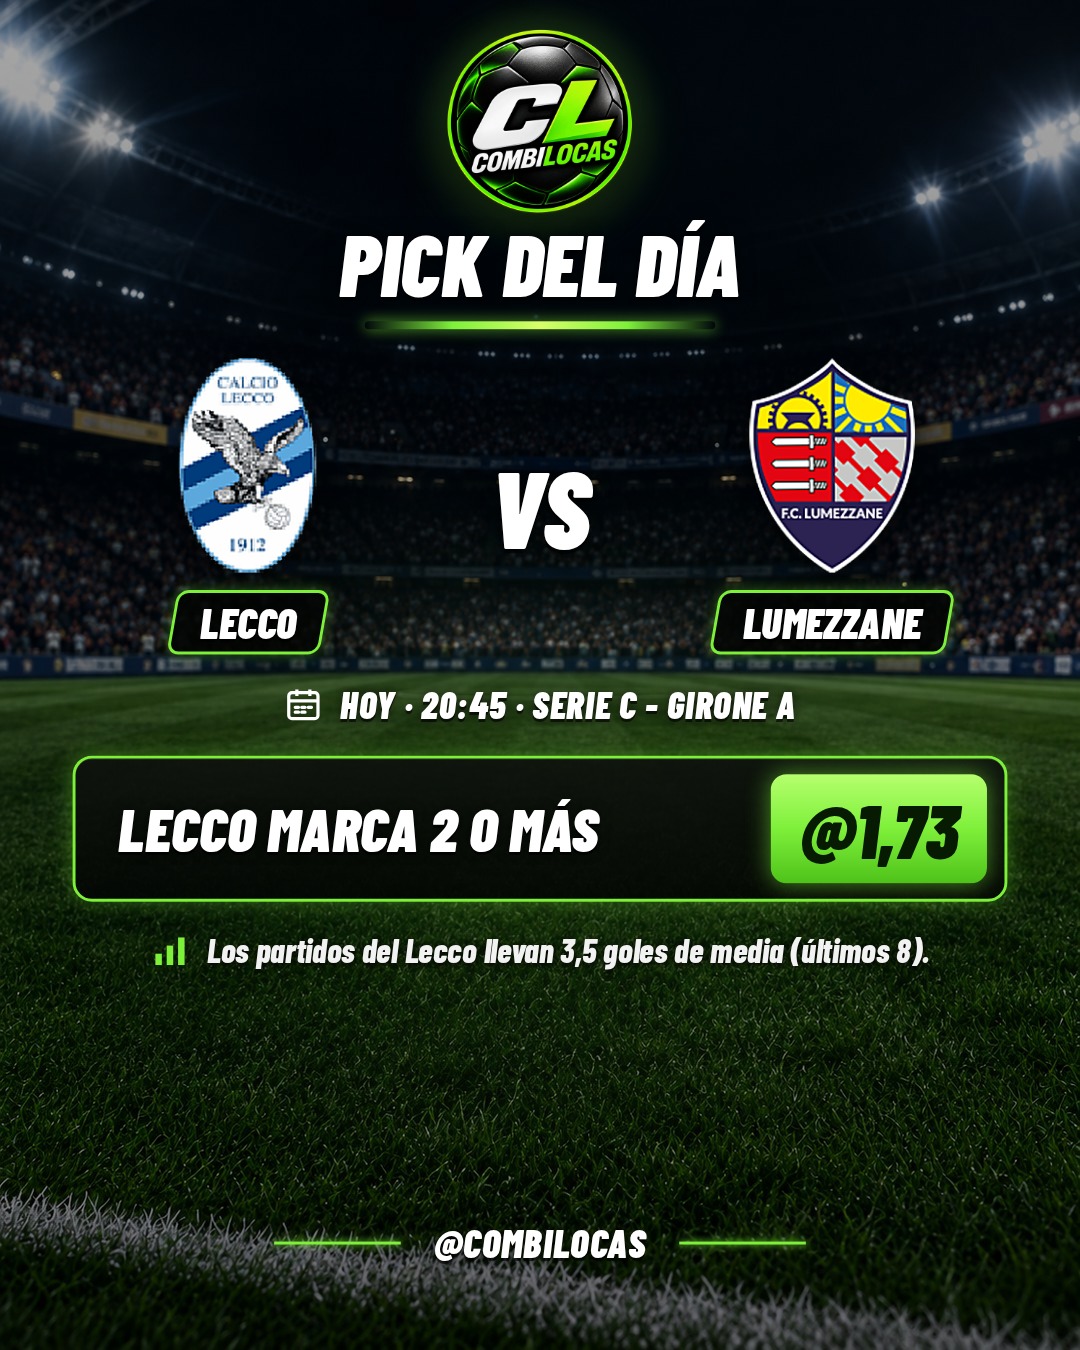 CL
COMBILOCAS
PICK DEL DÍA
CALCIO
LECCO
1912
VS
F.C. LUMEZZANE
LECCO
LUMEZZANE
HOY · 20:45 · SERIE C - GIRONE A
LECCO MARCA 2 O MÁS
@1,73
Los partidos del Lecco llevan 3,5 goles de media (últimos 8).
@COMBILOCAS